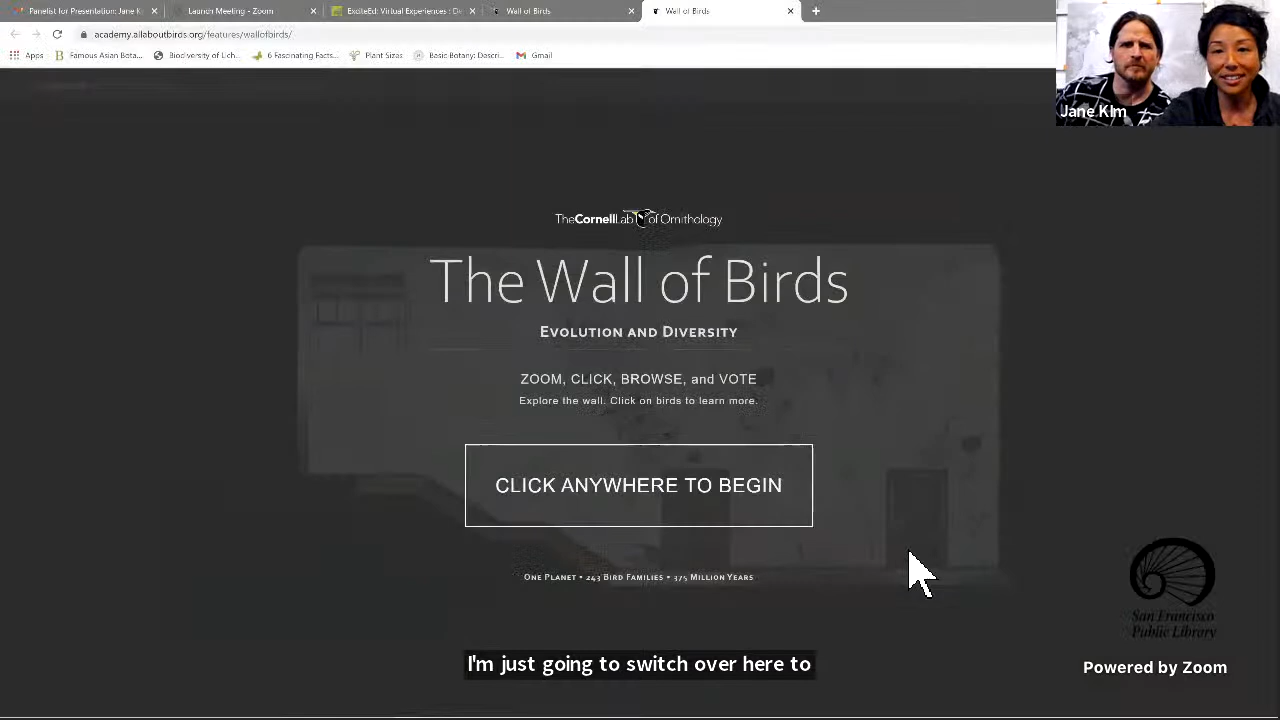 Panelist for Presentation: Jane K
Launch Meeting - Zoom
ExciteEd: Virtual Experiences : De
Wall of Birds
Wall of Birds
academy.allaboutbirds.org/features/wallofbirds/
Apps
Famous Asian Bota...
Biodiversity of Lich...
6 Fascinating Facts...
Plant Sizes
Basic Botany: Descri...
Gmail
Jane KIm
TheCornellLab of Ornithology
The Wall of Birds
Evolution and Diversity
ZOOM, CLICK, BROWSE, and VOTE
Explore the wall. Click on birds to learn more.
CLICK ANYWHERE TO BEGIN
One Planet • 243 Bird Families • 375 Million Years
San Francisco
Public Library
I'm just going to switch over here to
Powered by Zoom